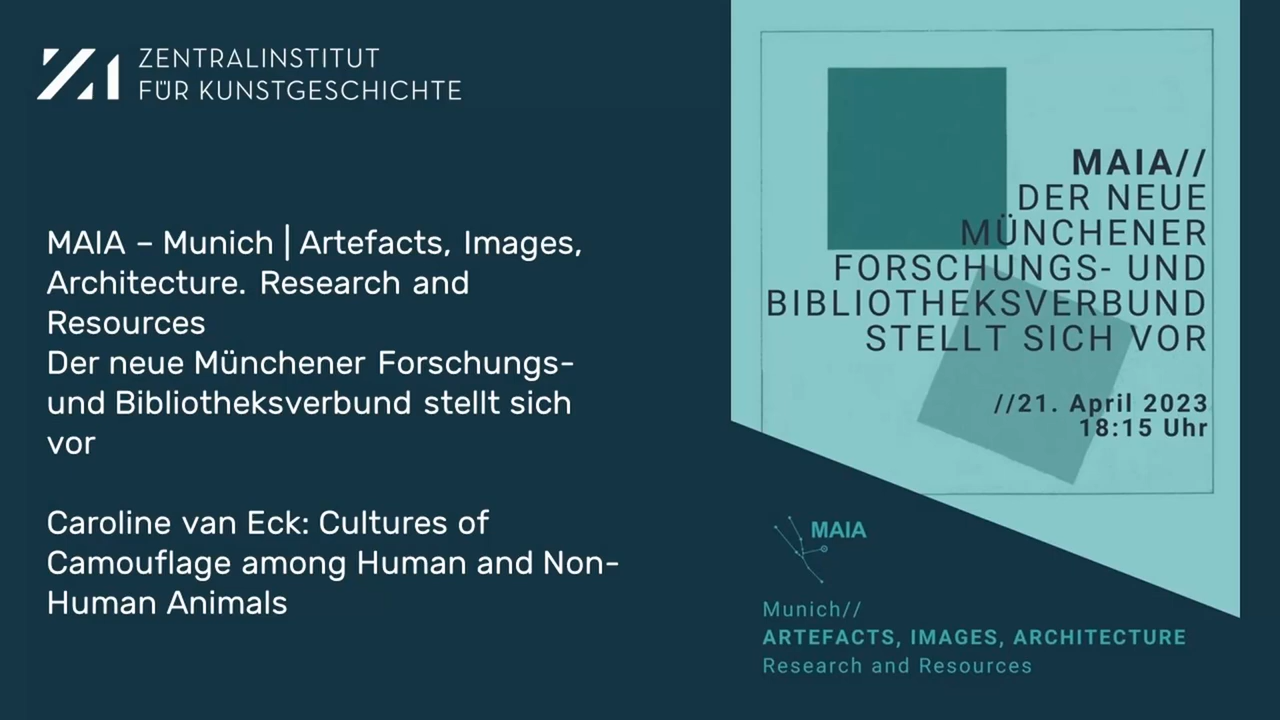 ZENTRALINSTITUT
FÜR KUNSTGESCHICHTE
MAIA – Munich | Artefacts, Images,
Architecture. Research and
Resources
Der neue Münchener Forschungs-
und Bibliotheksverbund stellt sich
vor
Caroline van Eck: Cultures of
Camouflage among Human and Non-
Human Animals
MAIA//
DER NEUE
MÜNCHENER
FORSCHUNGS- UND
BIBLIOTHEKSVERBUND
STELLT SICH VOR
//21. April 2023
18:15 Uhr
MAIA
Munich//
ARTEFACTS, IMAGES, ARCHITECTURE
Research and Resources